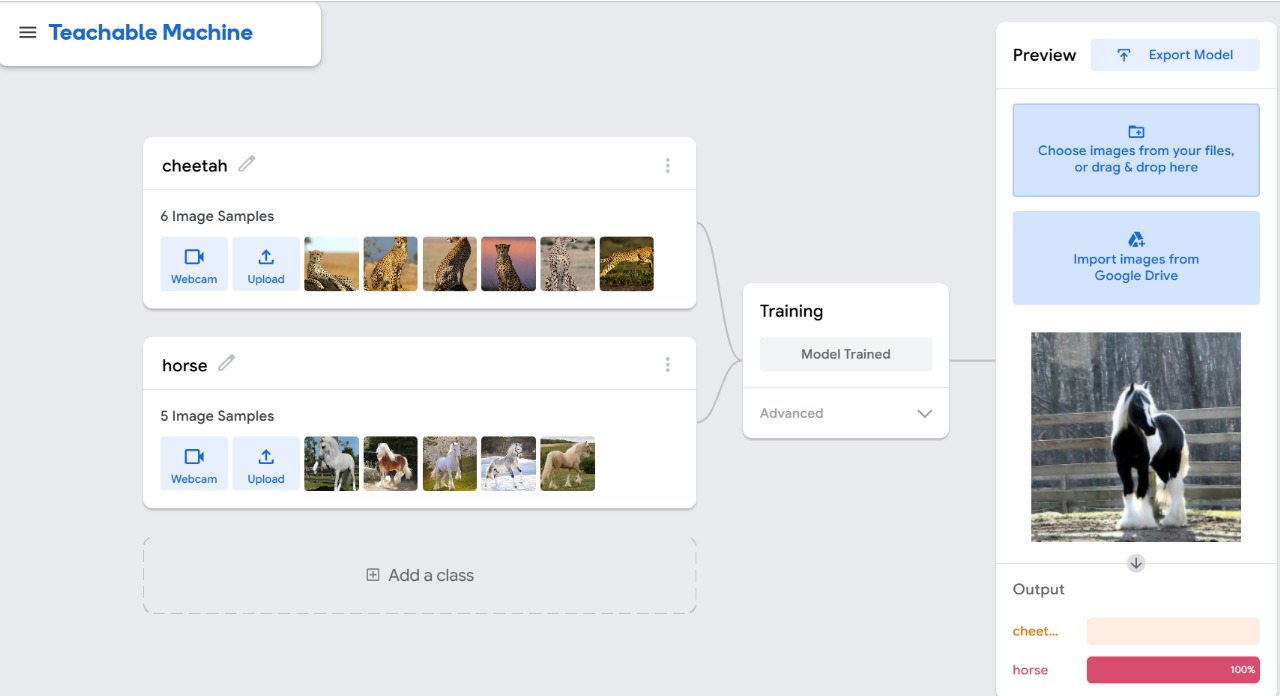 Teachable Machine
Preview
Export Model
Choose images from your files,
or drag & drop here
Import images from
Google Drive
cheetah
6 Image Samples
Webcam
Upload
horse
5 Image Samples
Webcam
Upload
Add a class
Training
Model Trained
Advanced
Output
cheet...
horse
100%